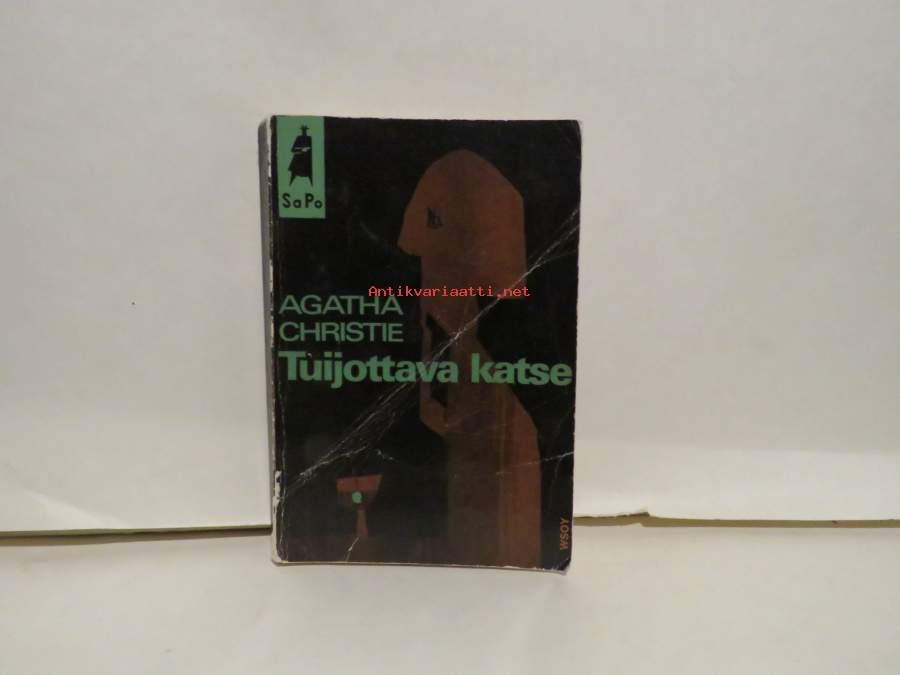 SaPo
Antikvariaatti.net
AGATHA
CHRISTIE
Tuijottava katse
WSOY